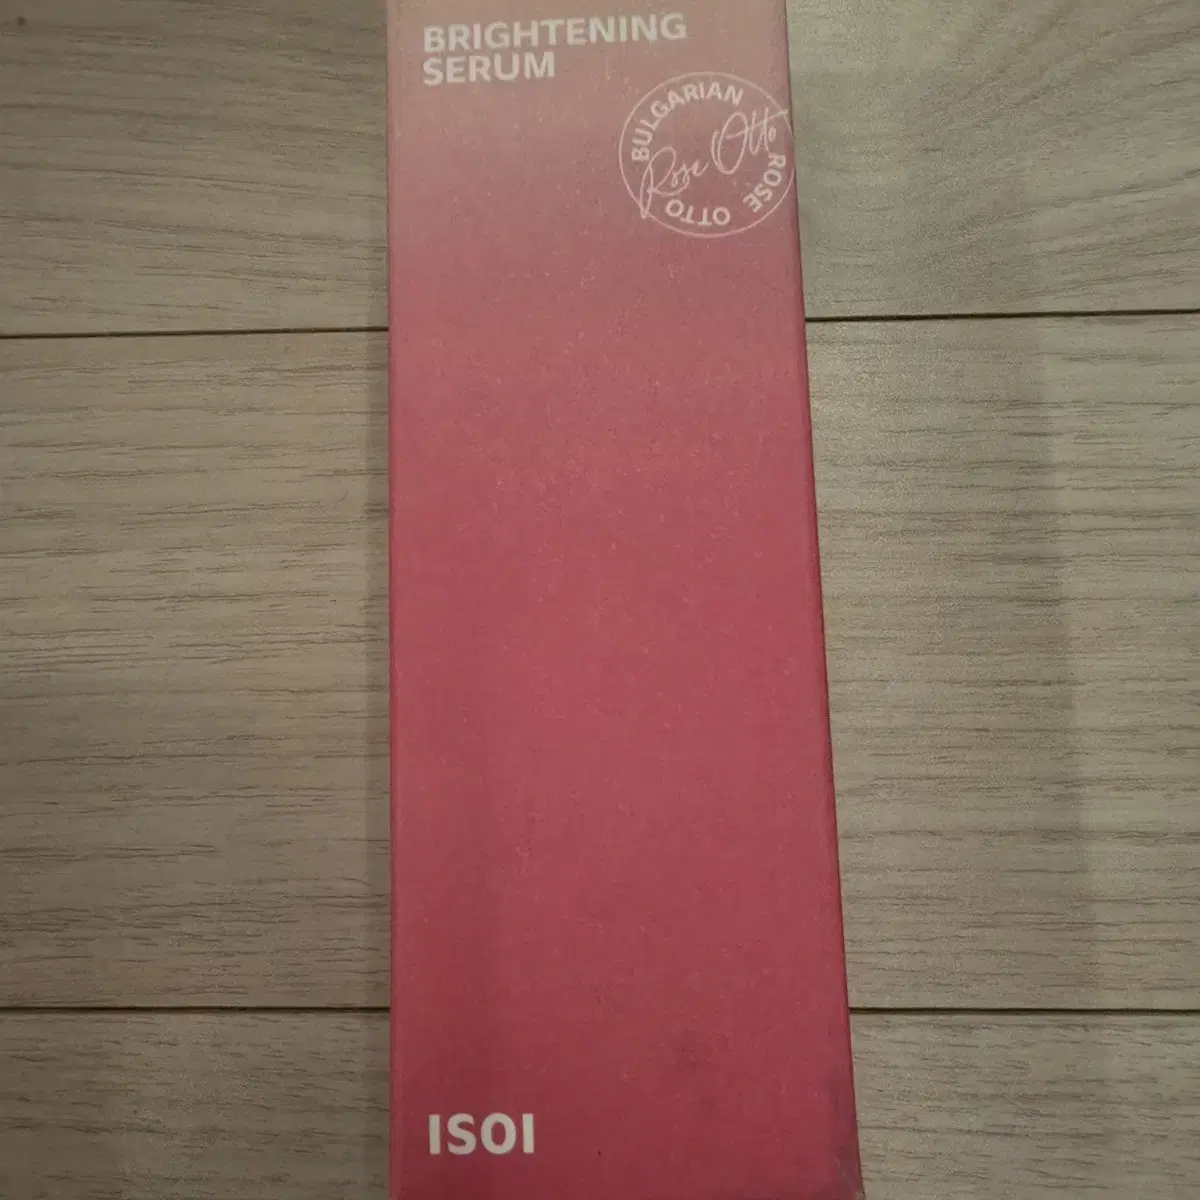 BRIGHTENING
SERUM
BULGARIAN ROSE OTTO
Rose Otto
ISOI